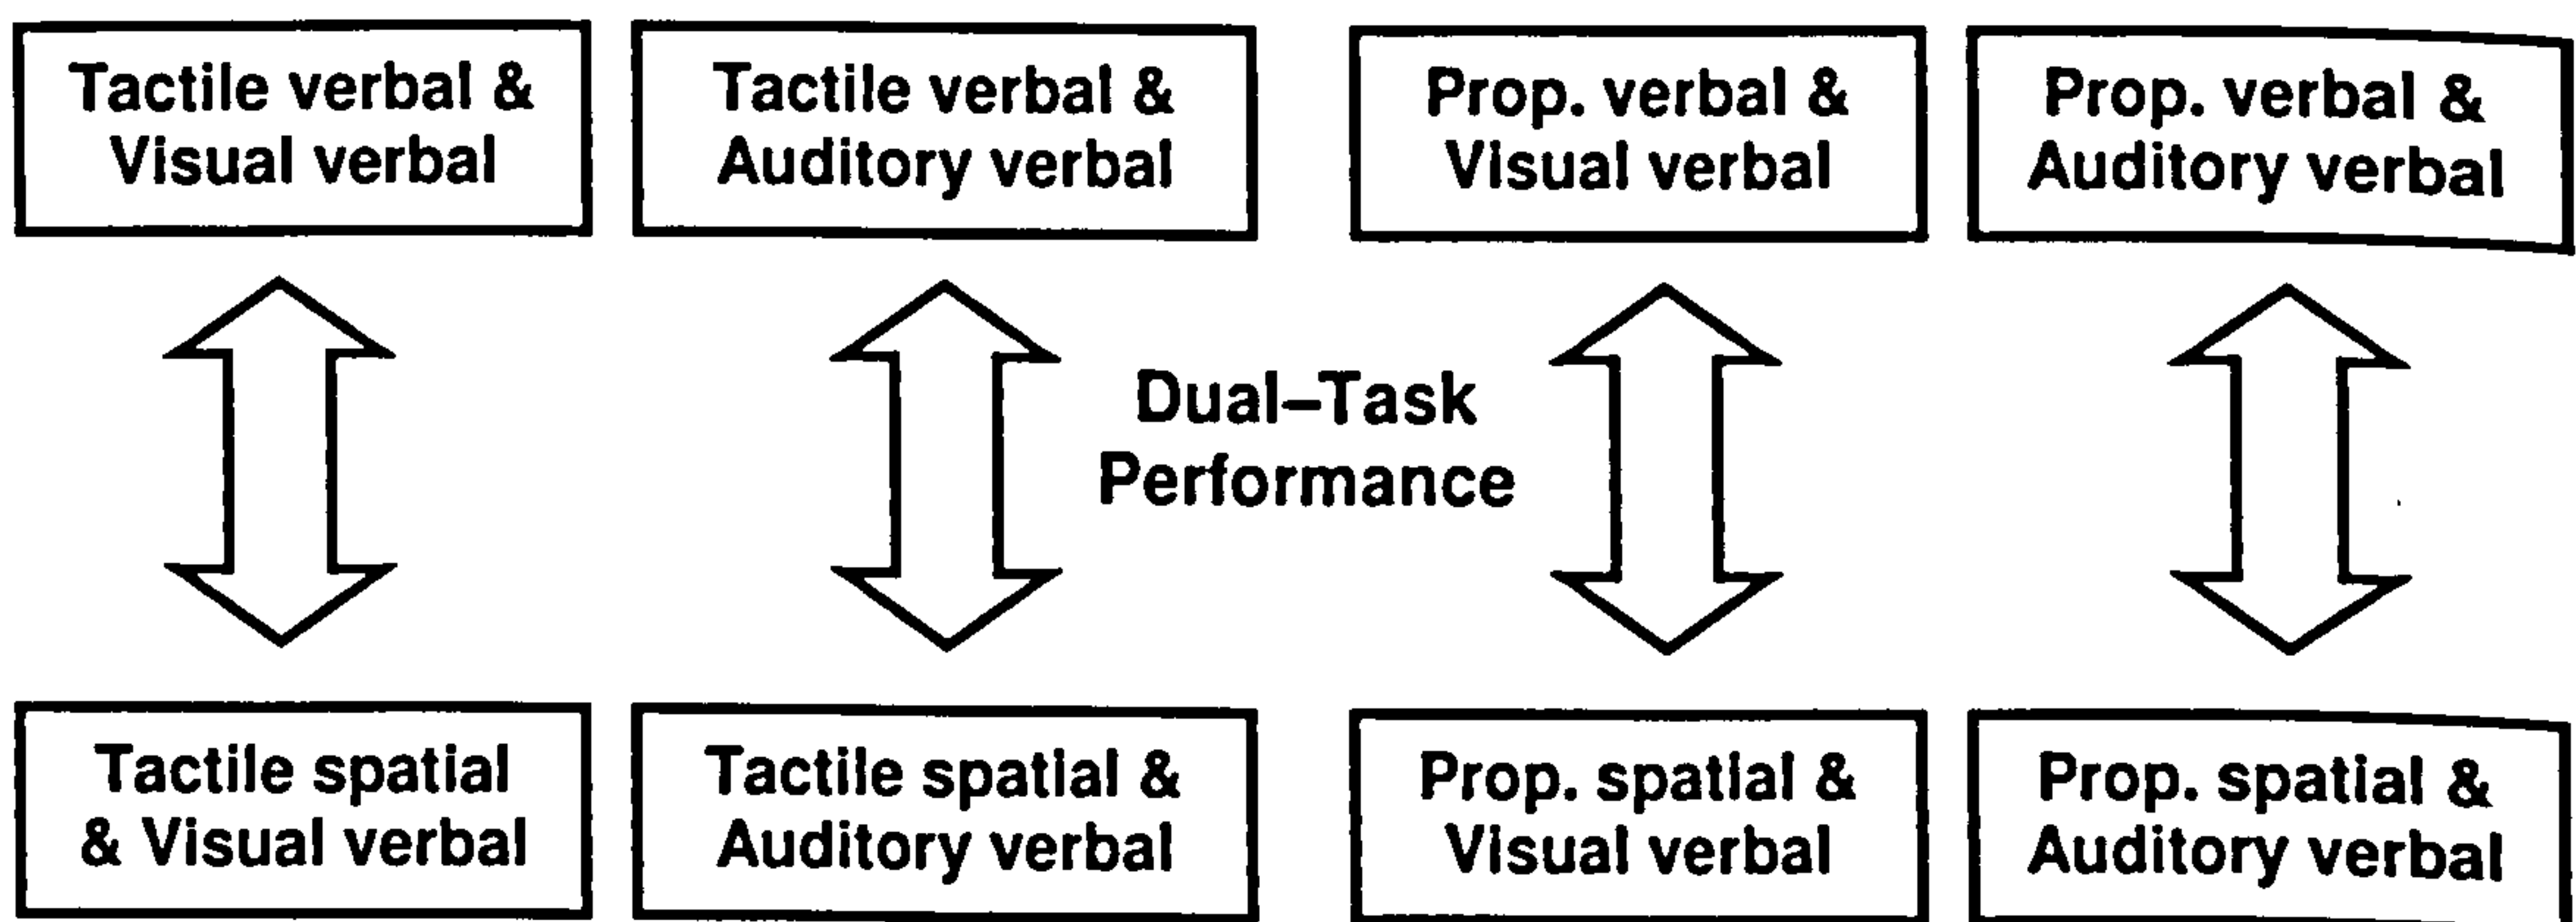 Tactile verbal &
Visual verbal
Tactile verbal &
Auditory verbal
Prop. verbal &
Visual verbal
Prop. verbal &
Auditory verbal
Dual–Task
Performance
Tactile spatial
& Visual verbal
Tactile spatial &
Auditory verbal
Prop. spatial &
Visual verbal
Prop. spatial &
Auditory verbal